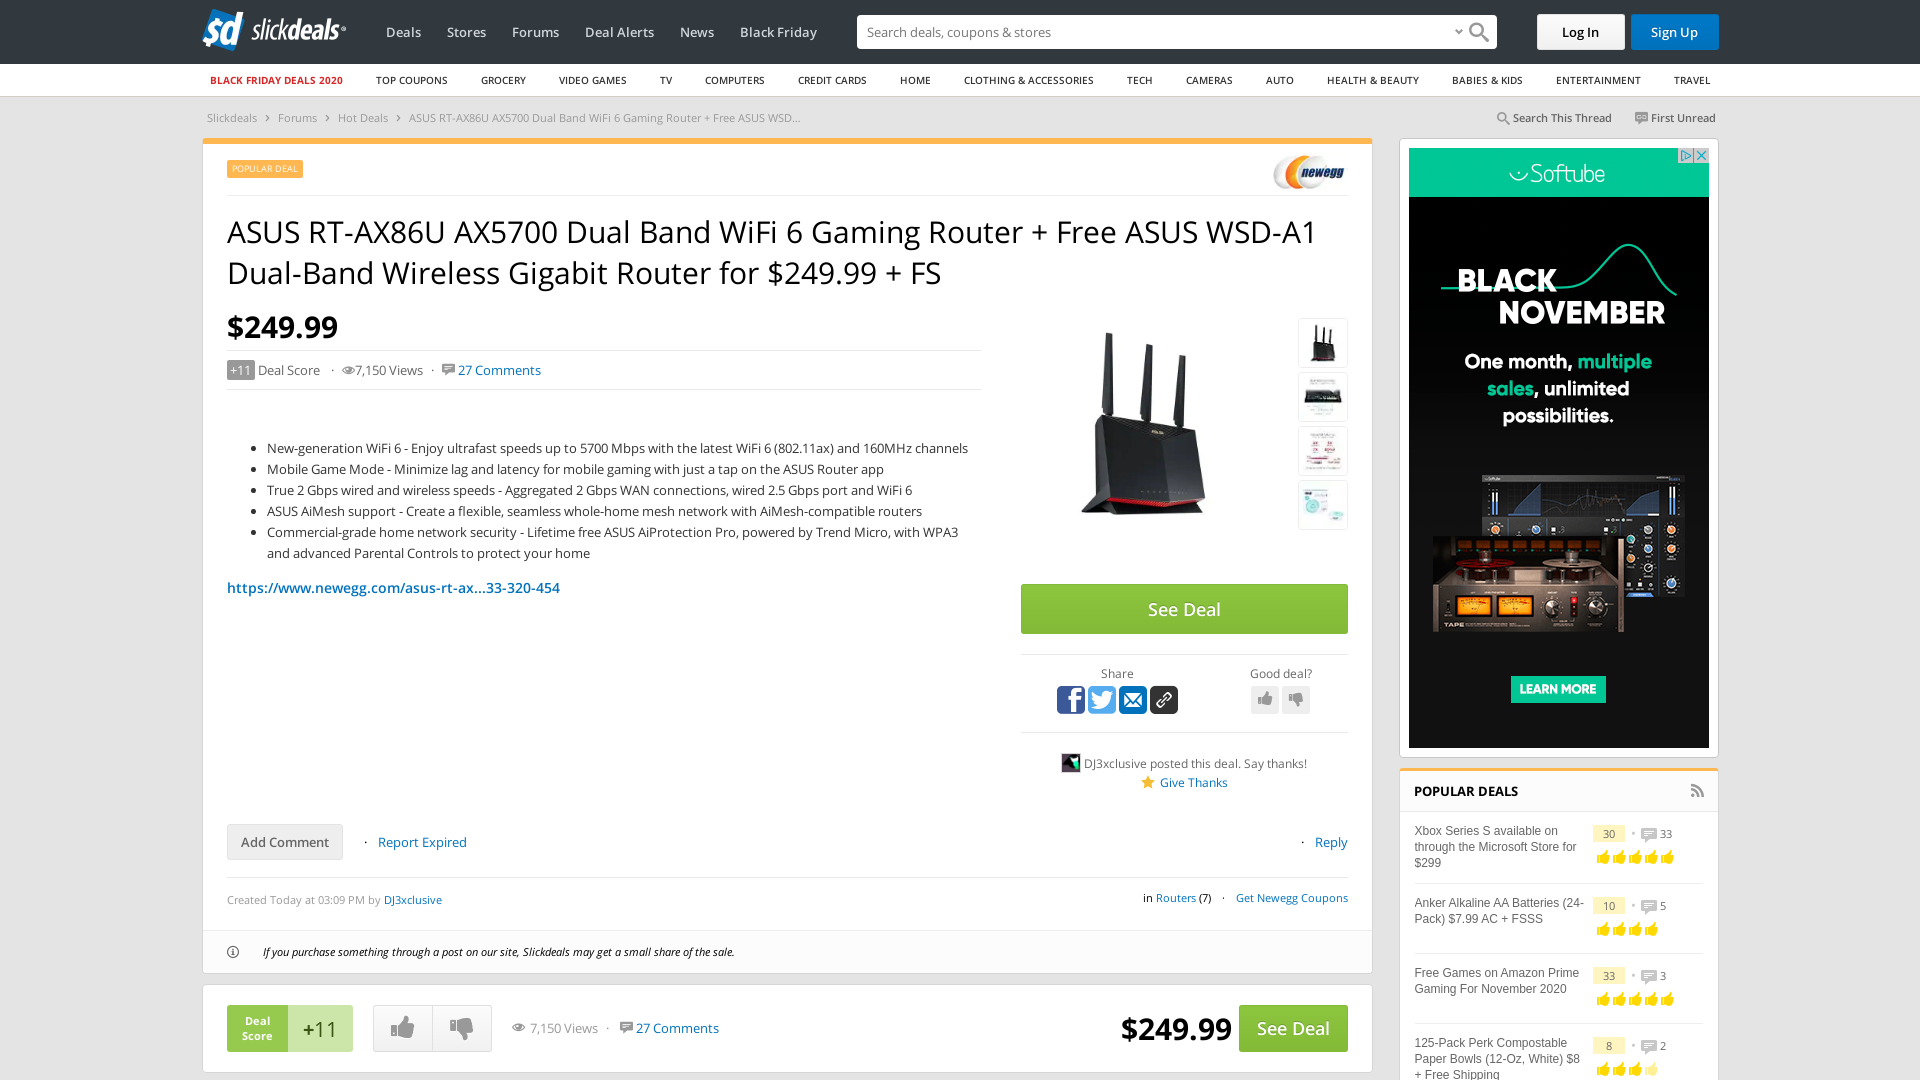 slickdeals
Deals Stores Forums Deal Alerts News Black Friday
Search deals, coupons & shopping
Log In
Sign Up
BLACK FRIDAY DEALS 2020 TOP COUPONS GROCERY VIDEO GAMES TV COMPUTERS CREDIT CARDS HOME CLOTHING & ACCESSORIES TECH CAMERAS AUTO HEALTH & BEAUTY BABIES & KIDS ENTERTAINMENT TRAVEL
Slickdeals › Forums › Hot Deals › ASUS RT-AX86U AX5700 Dual Band WiFi 6 Gaming Router + Free ASUS WSD...
Search This Thread First Unread
POPULAR DEAL
newegg
ASUS RT-AX86U AX5700 Dual Band WiFi 6 Gaming Router + Free ASUS WSD-A1
Dual-Band Wireless Gigabit Router for $249.99 + FS
$249.99
+11 Deal Score · 7,150 Views · 27 Comments
• New-generation WiFi 6 - Enjoy ultrafast speeds up to 5700 Mbps with the latest WiFi 6 (802.11ax) and 160MHz channels
• Mobile Game Mode - Minimize lag and latency for mobile gaming with just a tap on the ASUS Router app
• True 2 Gbps wired and wireless speeds - Aggregated 2 Gbps WAN connections, wired 2.5 Gbps port and WiFi 6
• ASUS AiMesh support - Create a flexible, seamless whole-home mesh network with AiMesh-compatible routers
• Commercial-grade home network security - Lifetime free ASUS AiProtection Pro, powered by Trend Micro, with WPA3
and advanced Parental Controls to protect your home
https://www.newegg.com/asus-rt-ax...33-320-454
See Deal
Share
Good deal?
DJ3xclusive posted this deal. Say thanks!
Give Thanks
Add Comment · Report Expired
· Reply
Created Today at 03:09 PM by DJ3xclusive
in Routers (7) · Get Newegg Coupons
If you purchase something through a post on our site, Slickdeals may get a small share of the sale.
Deal
Score
+11
7,150 Views · 27 Comments
$249.99
See Deal
Softube
BLACK
NOVEMBER
One month, multiple
sales, unlimited
possibilities.
TAPE
LEARN MORE
POPULAR DEALS
Xbox Series S available on
through the Microsoft Store for
$299
30 • 33
Anker Alkaline AA Batteries (24-
Pack) $7.99 AC + FSSS
10 • 5
Free Games on Amazon Prime
Gaming For November 2020
33 • 3
125-Pack Perk Compostable
Paper Bowls (12-Oz, White) $8
+ Free Shipping
8 • 2